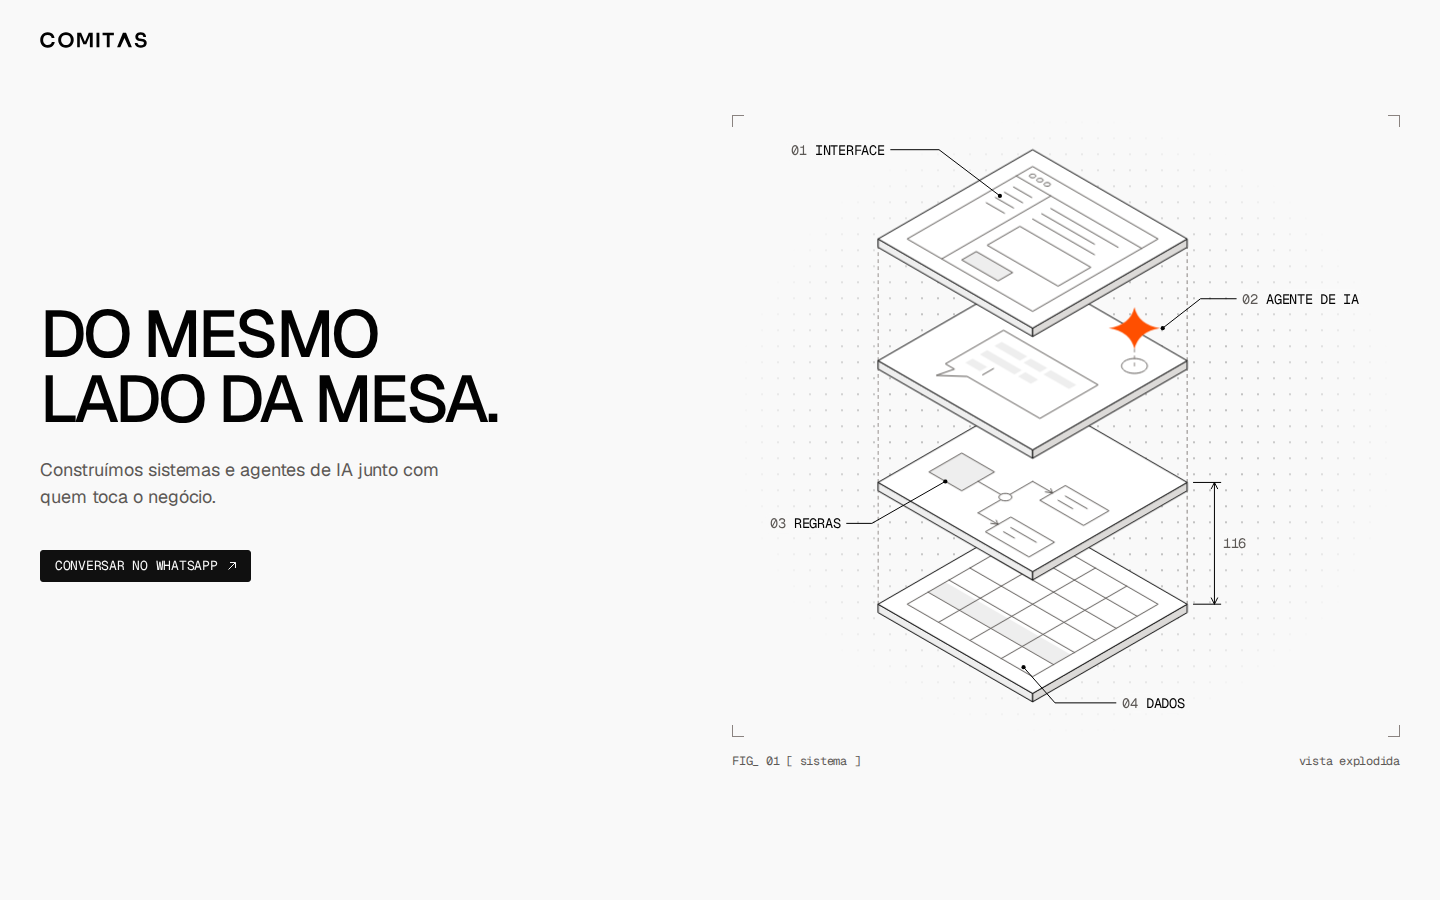 COMITAS
DO MESMO
LADO DA MESA.
Construímos sistemas e agentes de IA junto com
quem toca o negócio.
CONVERSAR NO WHATSAPP
01 INTERFACE
02 AGENTE DE IA
03 REGRAS
116
04 DADOS
FIG_ 01 [ sistema ]
vista explodida